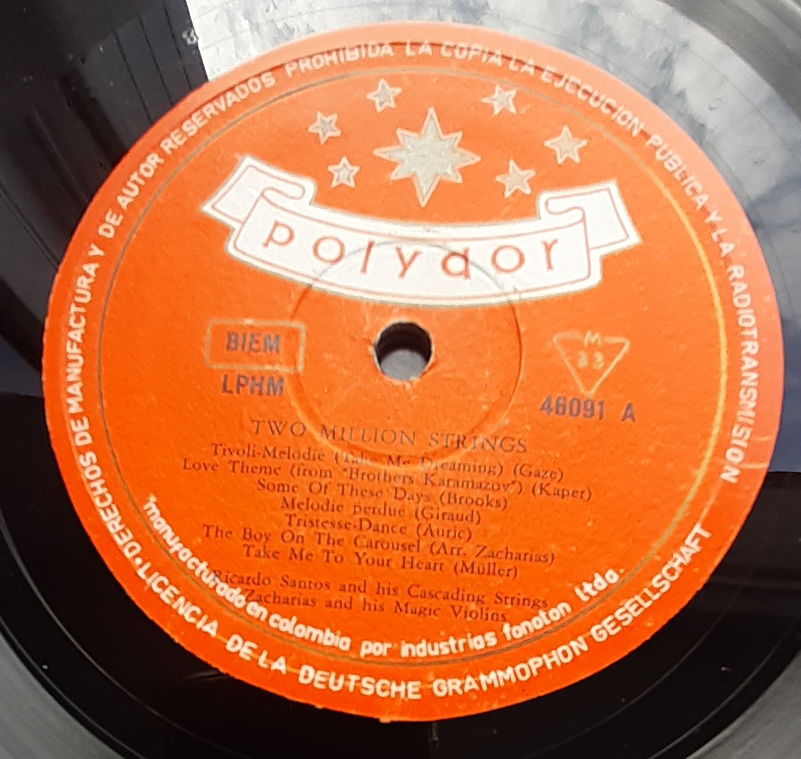 DERECHOS DE MANUFACTURA Y DE AUTOR RESERVADOS PROHIBIDA LA COPIA LA EJECUCION PUBLICA Y LA RADIOTRANSMISION
polydor
BIEM
LPHM
M
33
46091 A
TWO MILLION STRINGS
Tivoli-Melodie (Take Me Dreaming) (Gaze)
Love Theme (from "Brothers Karamazov") (Kaper)
Some Of These Days (Brooks)
Melodie perdue (Giraud)
Tristesse-Dance (Auric)
The Boy On The Carousel (Arr. Zacharias)
Take Me To Your Heart (Müller)
Ricardo Santos and his Cascading Strings
Zacharias and his Magic Violins
manufacturado en colombia por industrias fonoton ltda.
LICENCIA DE LA DEUTSCHE GRAMMOPHON GESELLSCHAFT